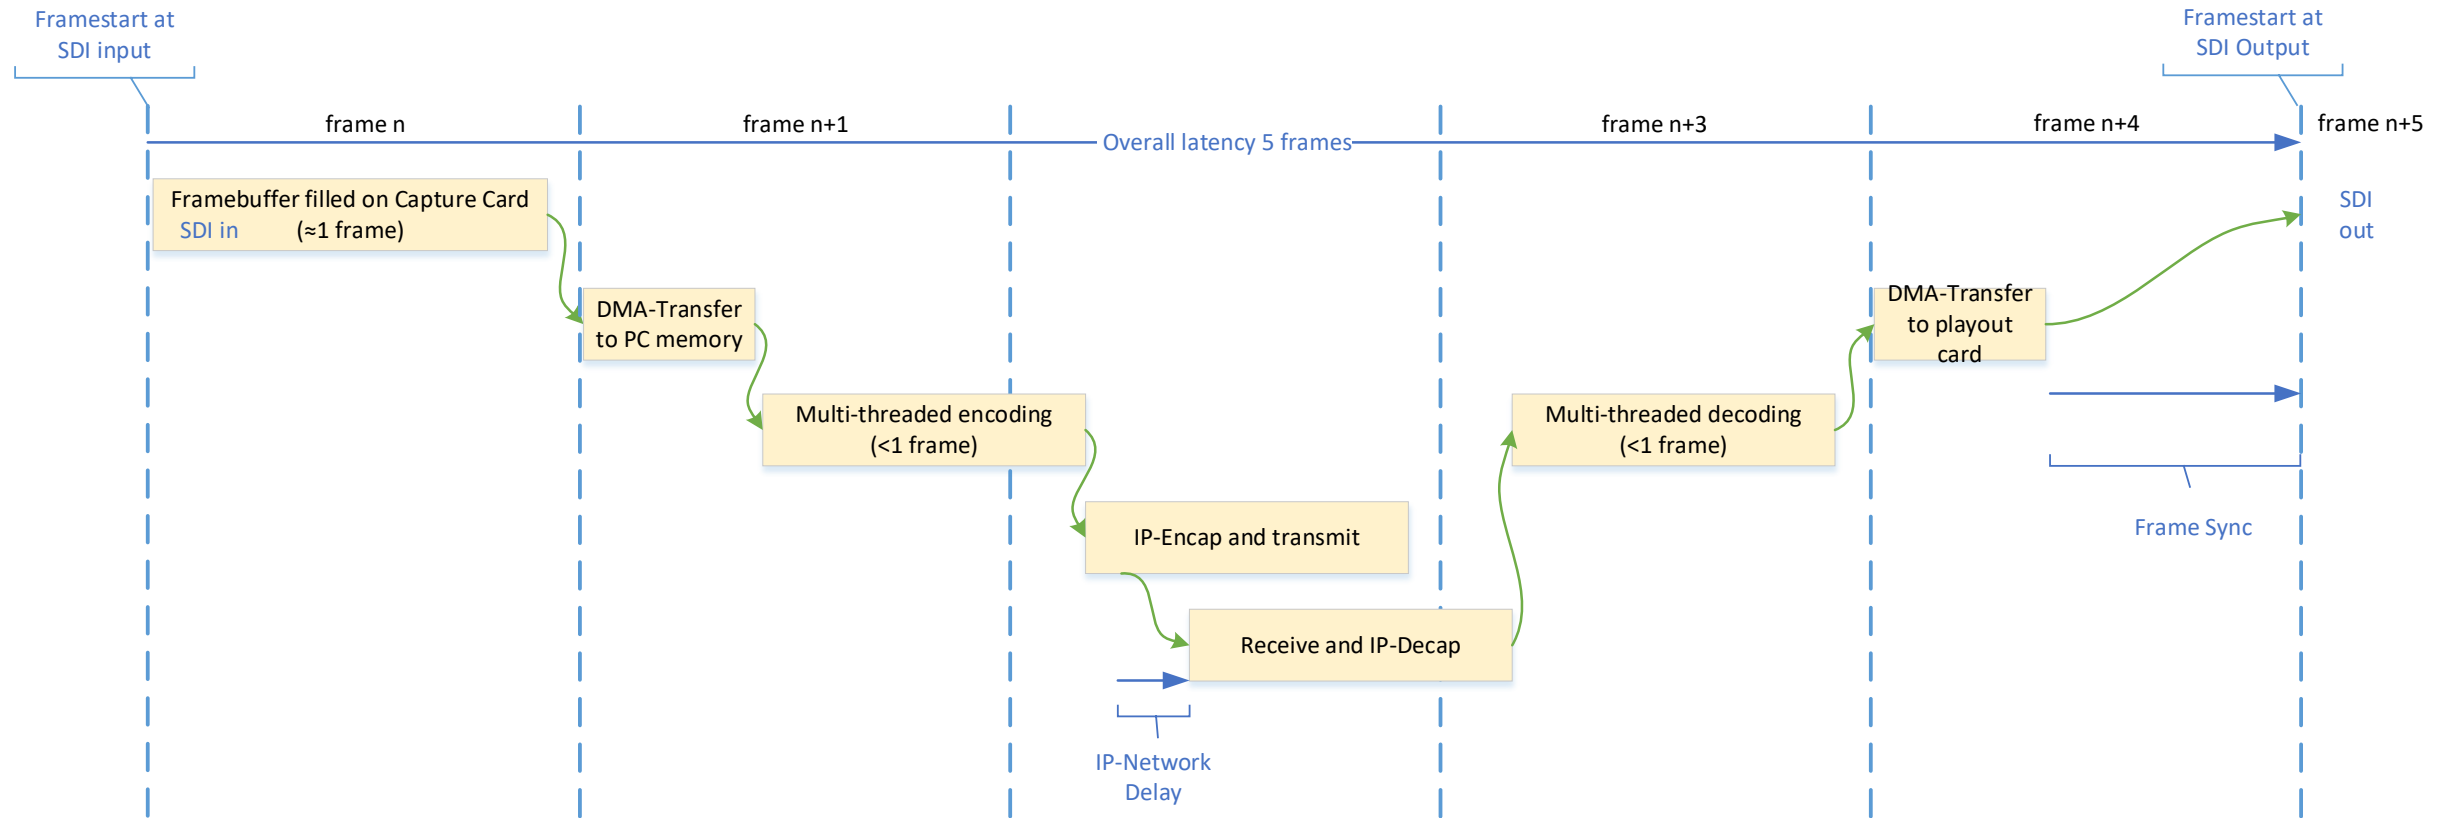 Framestart at
SDI input
Framestart at
SDI Output
frame n
frame n+1
Overall latency 5 frames
frame n+3
frame n+4
frame n+5
Framebuffer filled on Capture Card
SDI in (≈1 frame)
SDI
out
DMA-Transfer
to PC memory
DMA-Transfer
to playout
card
Multi-threaded encoding
(<1 frame)
Multi-threaded decoding
(<1 frame)
IP-Encap and transmit
Frame Sync
Receive and IP-Decap
IP-Network
Delay